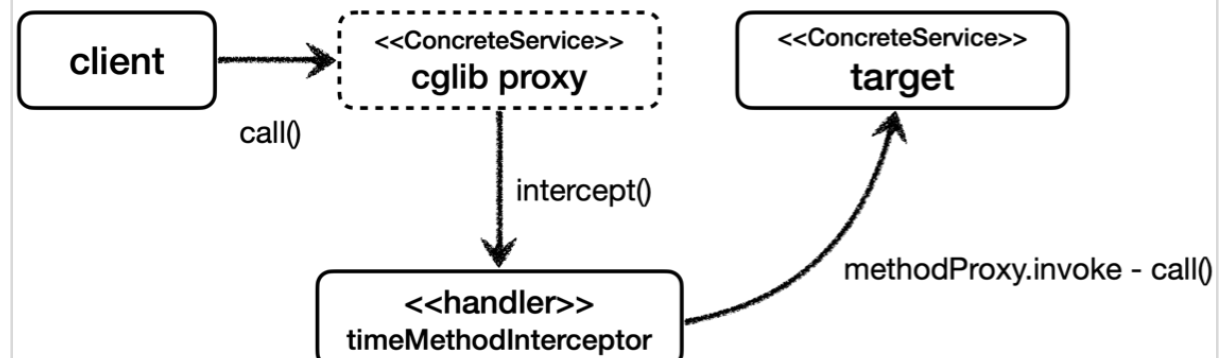 client
<<ConcreteService>>
cglib proxy
<<ConcreteService>>
target
call()
intercept()
methodProxy.invoke - call()
<<handler>>
timeMethodInterceptor